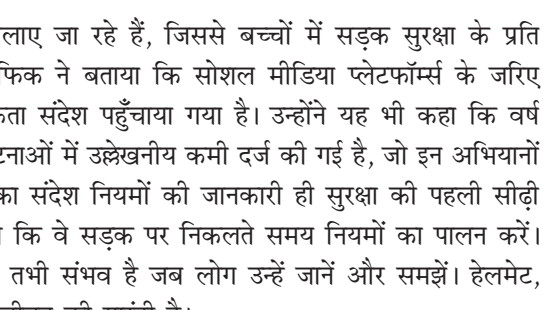 लाए जा रहे हैं, जिससे बच्चों में सड़क सुरक्षा के प्रति
फिक ने बताया कि सोशल मीडिया प्लेटफॉर्म्स के जरिए
ता संदेश पहुँचाया गया है। उन्होंने यह भी कहा कि वर्ष
टनाओं में उल्लेखनीय कमी दर्ज की गई है, जो इन अभियानों
का संदेश नियमों की जानकारी ही सुरक्षा की पहली सीढ़ी
कि वे सड़क पर निकलते समय नियमों का पालन करें।
तभी संभव है जब लोग उन्हें जानें और समझें। हेलमेट,